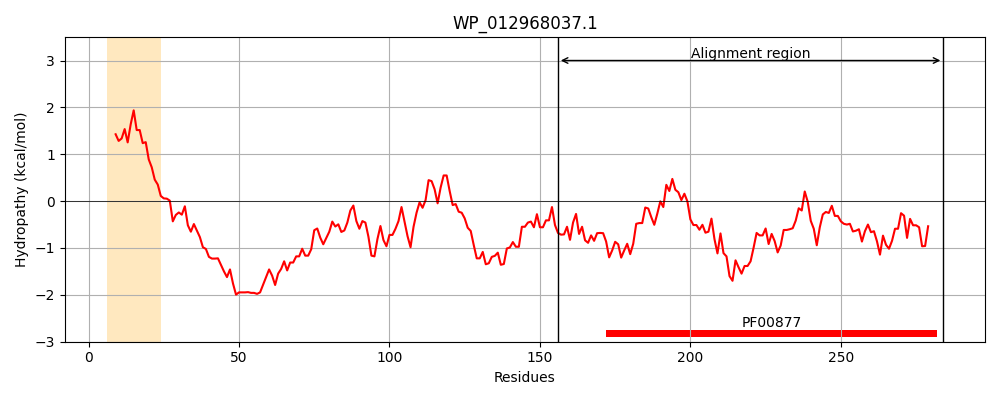 WP_012968037.1
Hydropathy (kcal/mol)
3
2
1
0
−1
−2
−3
Alignment region
PF00877
0
50
100
150
200
250
Residues